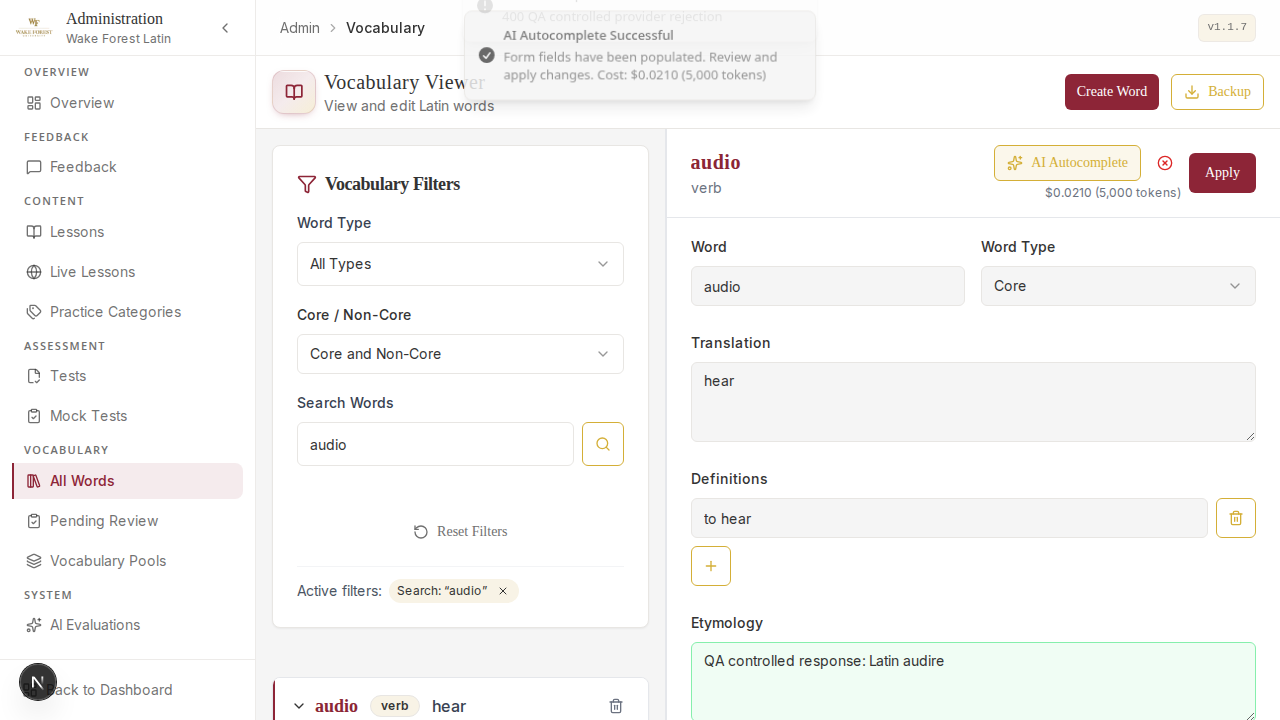 WF
WAKE FOREST
Administration
Wake Forest Latin
OVERVIEW
Overview
FEEDBACK
Feedback
CONTENT
Lessons
Live Lessons
Practice Categories
ASSESSMENT
Tests
Mock Tests
VOCABULARY
All Words
Pending Review
Vocabulary Pools
SYSTEM
AI Evaluations
N
Back to Dashboard
Admin
Vocabulary
v1.1.7
400 QA controlled provider rejection
AI Autocomplete Successful
Form fields have been populated. Review and
apply changes. Cost: $0.0210 (5,000 tokens)
Vocabulary Viewer
View and edit Latin words
Create Word
Backup
Vocabulary Filters
Word Type
All Types
Core / Non-Core
Core and Non-Core
Search Words
audio
Reset Filters
Active filters:
Search: “audio”
audio
verb
hear
audio
verb
AI Autocomplete
Apply
$0.0210 (5,000 tokens)
Word
Word Type
audio
Core
Translation
hear
Definitions
to hear
Etymology
QA controlled response: Latin audire